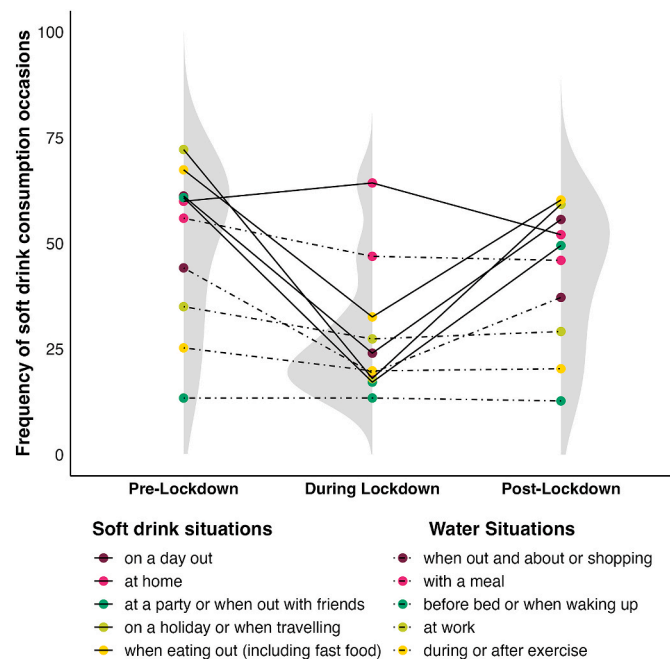 Frequency of soft drink consumption occasions
100
75
50
25
0
Pre-Lockdown During Lockdown Post-Lockdown
Soft drink situations
on a day out
at home
at a party or when out with friends
on a holiday or when travelling
when eating out (including fast food)
Water Situations
when out and about or shopping
with a meal
before bed or when waking up
at work
during or after exercise